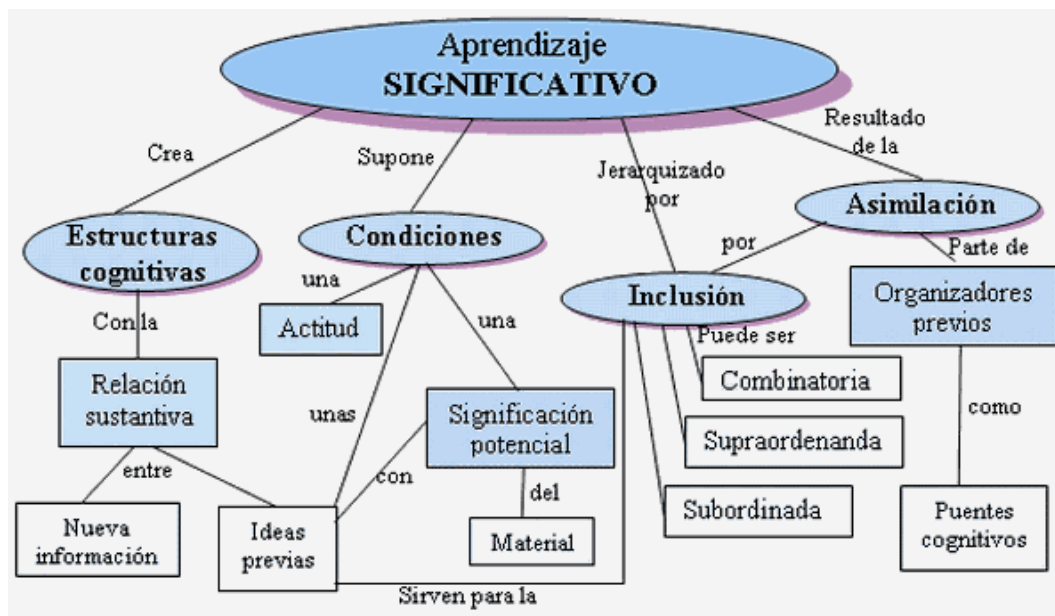 Aprendizaje
SIGNIFICATIVO
Crea
Supone
Jerarquizado
por
Resultado
de la
Estructuras
cognitivas
Condiciones
Asimilación
por
Parte de
Inclusión
Organizadores
previos
Con la
una
Actitud
una
Puede ser
Combinatoria
Relación
sustantiva
unas
Significación
potencial
como
Supraordenanda
entre
con
del
Subordinada
Puentes
cognitivos
Nueva
información
Ideas
previas
Material
Sirven para la